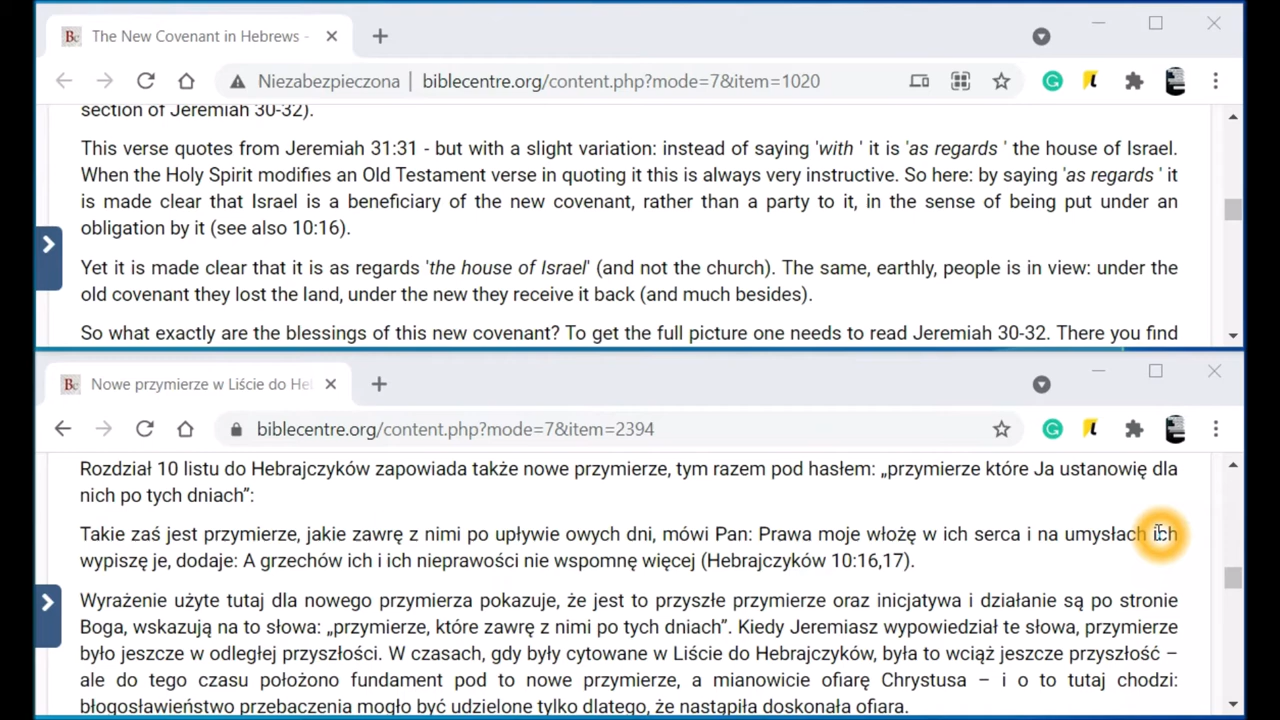 The New Covenant in Hebrews -
Niezabezpieczona | biblecentre.org/content.php?mode=7&item=1020
section of Jeremiah 30-32).
This verse quotes from Jeremiah 31:31 - but with a slight variation: instead of saying 'with ' it is 'as regards ' the house of Israel.
When the Holy Spirit modifies an Old Testament verse in quoting it this is always very instructive. So here: by saying 'as regards ' it
is made clear that Israel is a beneficiary of the new covenant, rather than a party to it, in the sense of being put under an
obligation by it (see also 10:16).
Yet it is made clear that it is as regards 'the house of Israel' (and not the church). The same, earthly, people is in view: under the
old covenant they lost the land, under the new they receive it back (and much besides).
So what exactly are the blessings of this new covenant? To get the full picture one needs to read Jeremiah 30-32. There you find
Nowe przymierze w Liście do He
biblecentre.org/content.php?mode=7&item=2394
Rozdział 10 listu do Hebrajczyków zapowiada także nowe przymierze, tym razem pod hasłem: „przymierze które Ja ustanowię dla
nich po tych dniach”:
Takie zaś jest przymierze, jakie zawrę z nimi po upływie owych dni, mówi Pan: Prawa moje włożę w ich serca i na umysłach ich
wypiszę je, dodaje: A grzechów ich i ich nieprawości nie wspomnę więcej (Hebrajczyków 10:16,17).
Wyrażenie użyte tutaj dla nowego przymierza pokazuje, że jest to przyszłe przymierze oraz inicjatywa i działanie są po stronie
Boga, wskazują na to słowa: „przymierze, które zawrę z nimi po tych dniach”. Kiedy Jeremiasz wypowiedział te słowa, przymierze
było jeszcze w odległej przyszłości. W czasach, gdy były cytowane w Liście do Hebrajczyków, była to wciąż jeszcze przyszłość –
ale do tego czasu położono fundament pod to nowe przymierze, a mianowicie ofiarę Chrystusa – i o to tutaj chodzi:
błogosławieństwo przebaczenia mogło być udzielone tylko dlatego, że nastąpiła doskonała ofiara.